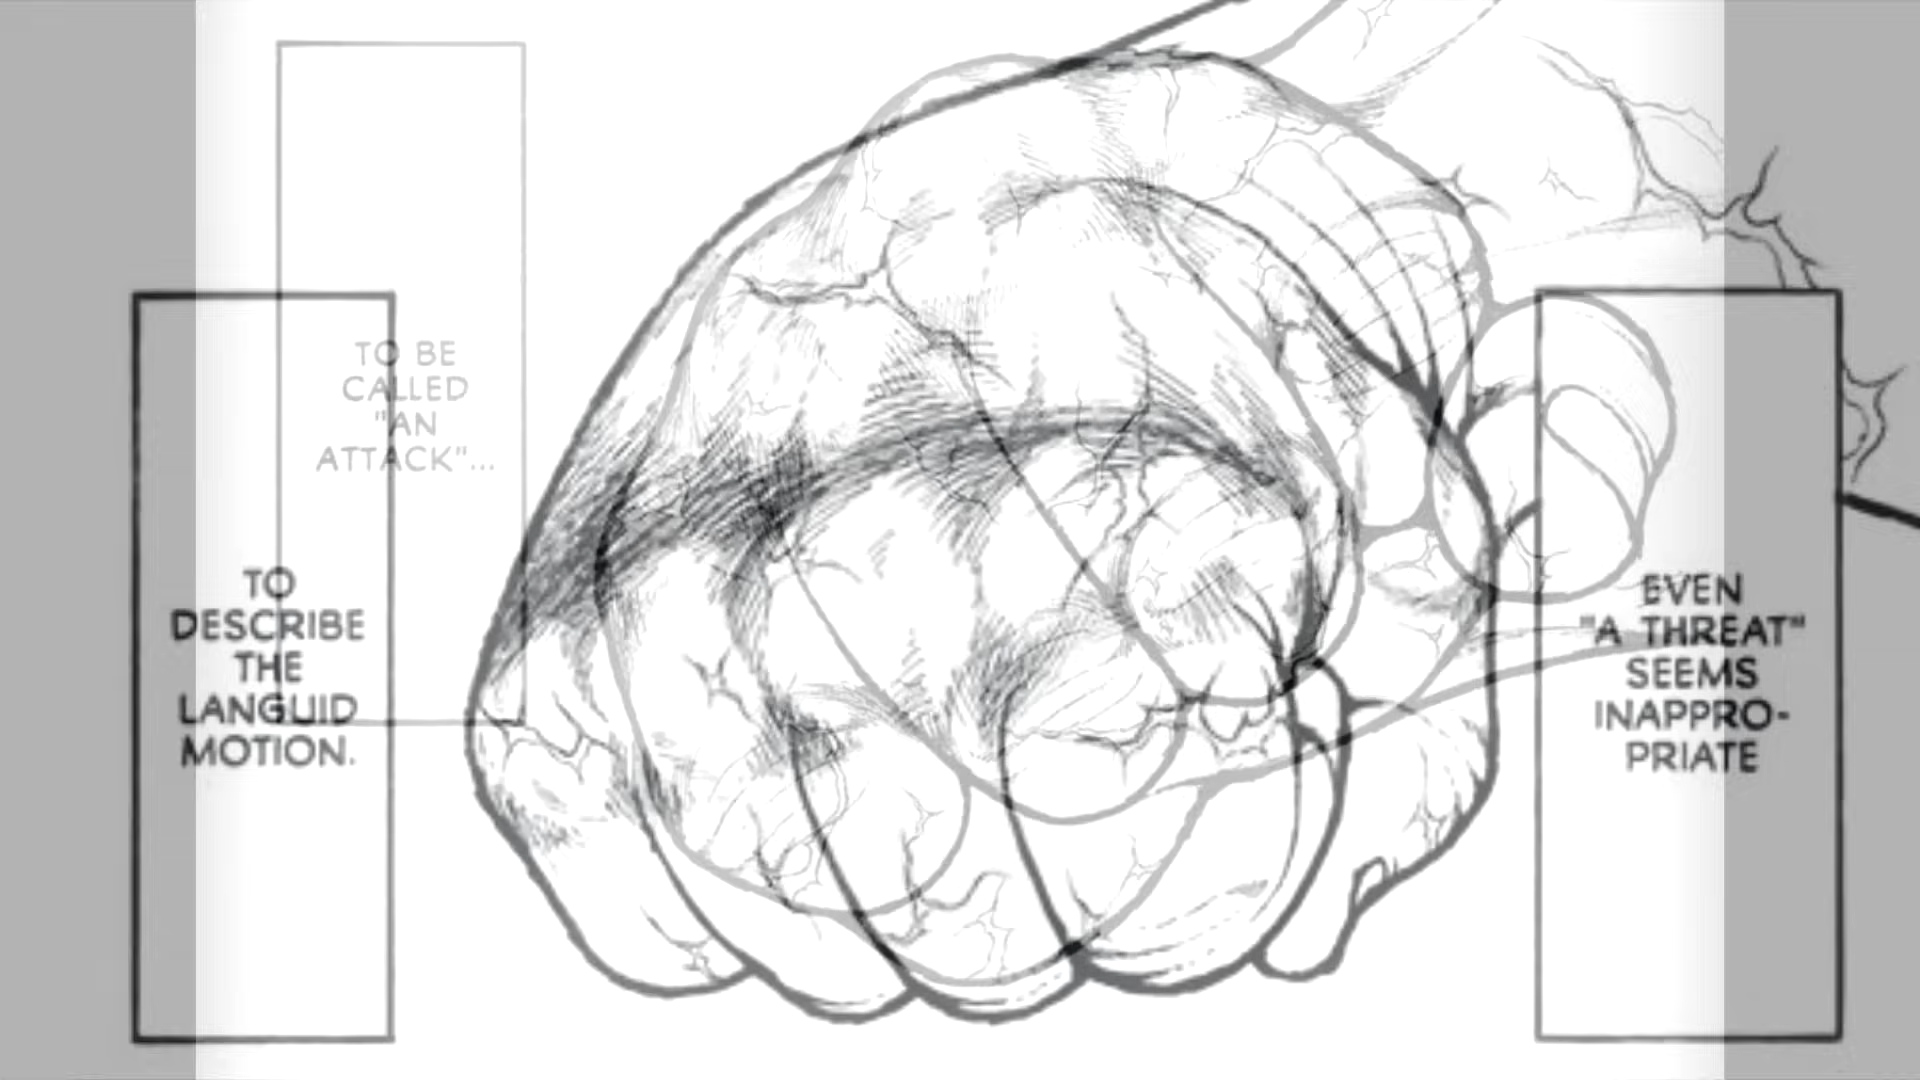 TO BE
CALLED
"AN
ATTACK"...
TO
DESCRIBE
THE
LANGUID
MOTION.
EVEN
"A THREAT"
SEEMS
INAPPRO-
PRIATE